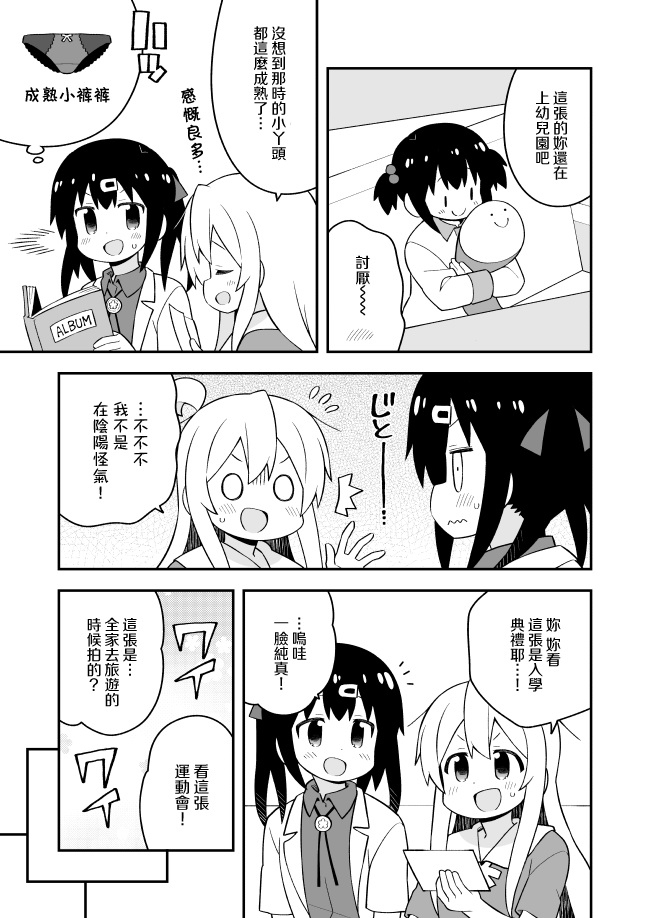 這張的妳還在
上幼兒園吧
討厭～～～
沒想到那時的小丫頭
都這麼成熟了…
感慨良多…
成熟小褲褲
ALBUM
じとー
…不不不
我不是
在陰陽怪氣！
妳 妳看
這張是入學
典禮耶…！
…嗚哇
一臉純真！
這張是…
全家去旅遊的
時候拍的？
ワイ
看這張
運動會！
ワイ